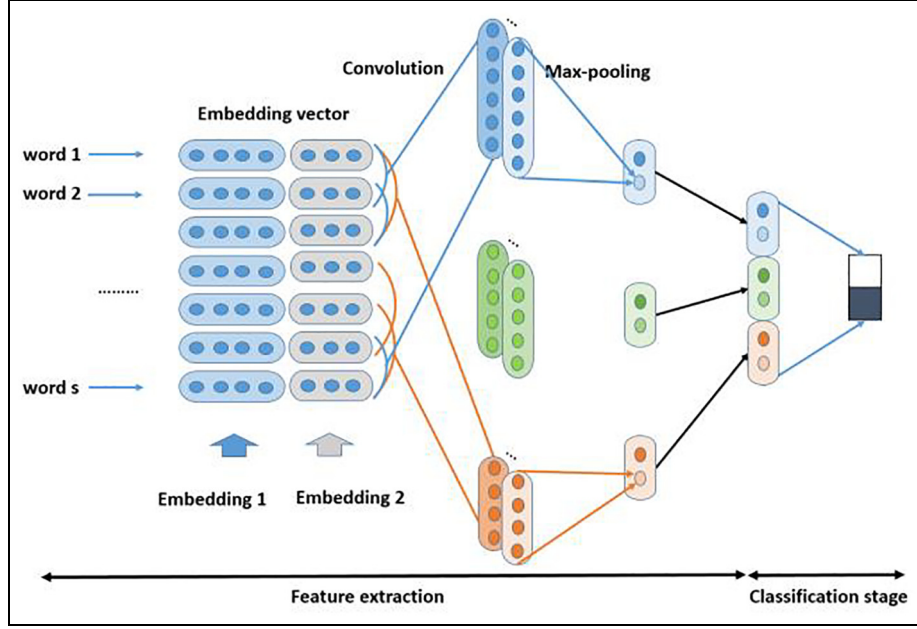 Convolution
Max-pooling
Embedding vector
word 1
word 2
.........
word s
Embedding 1
Embedding 2
Feature extraction
Classification stage